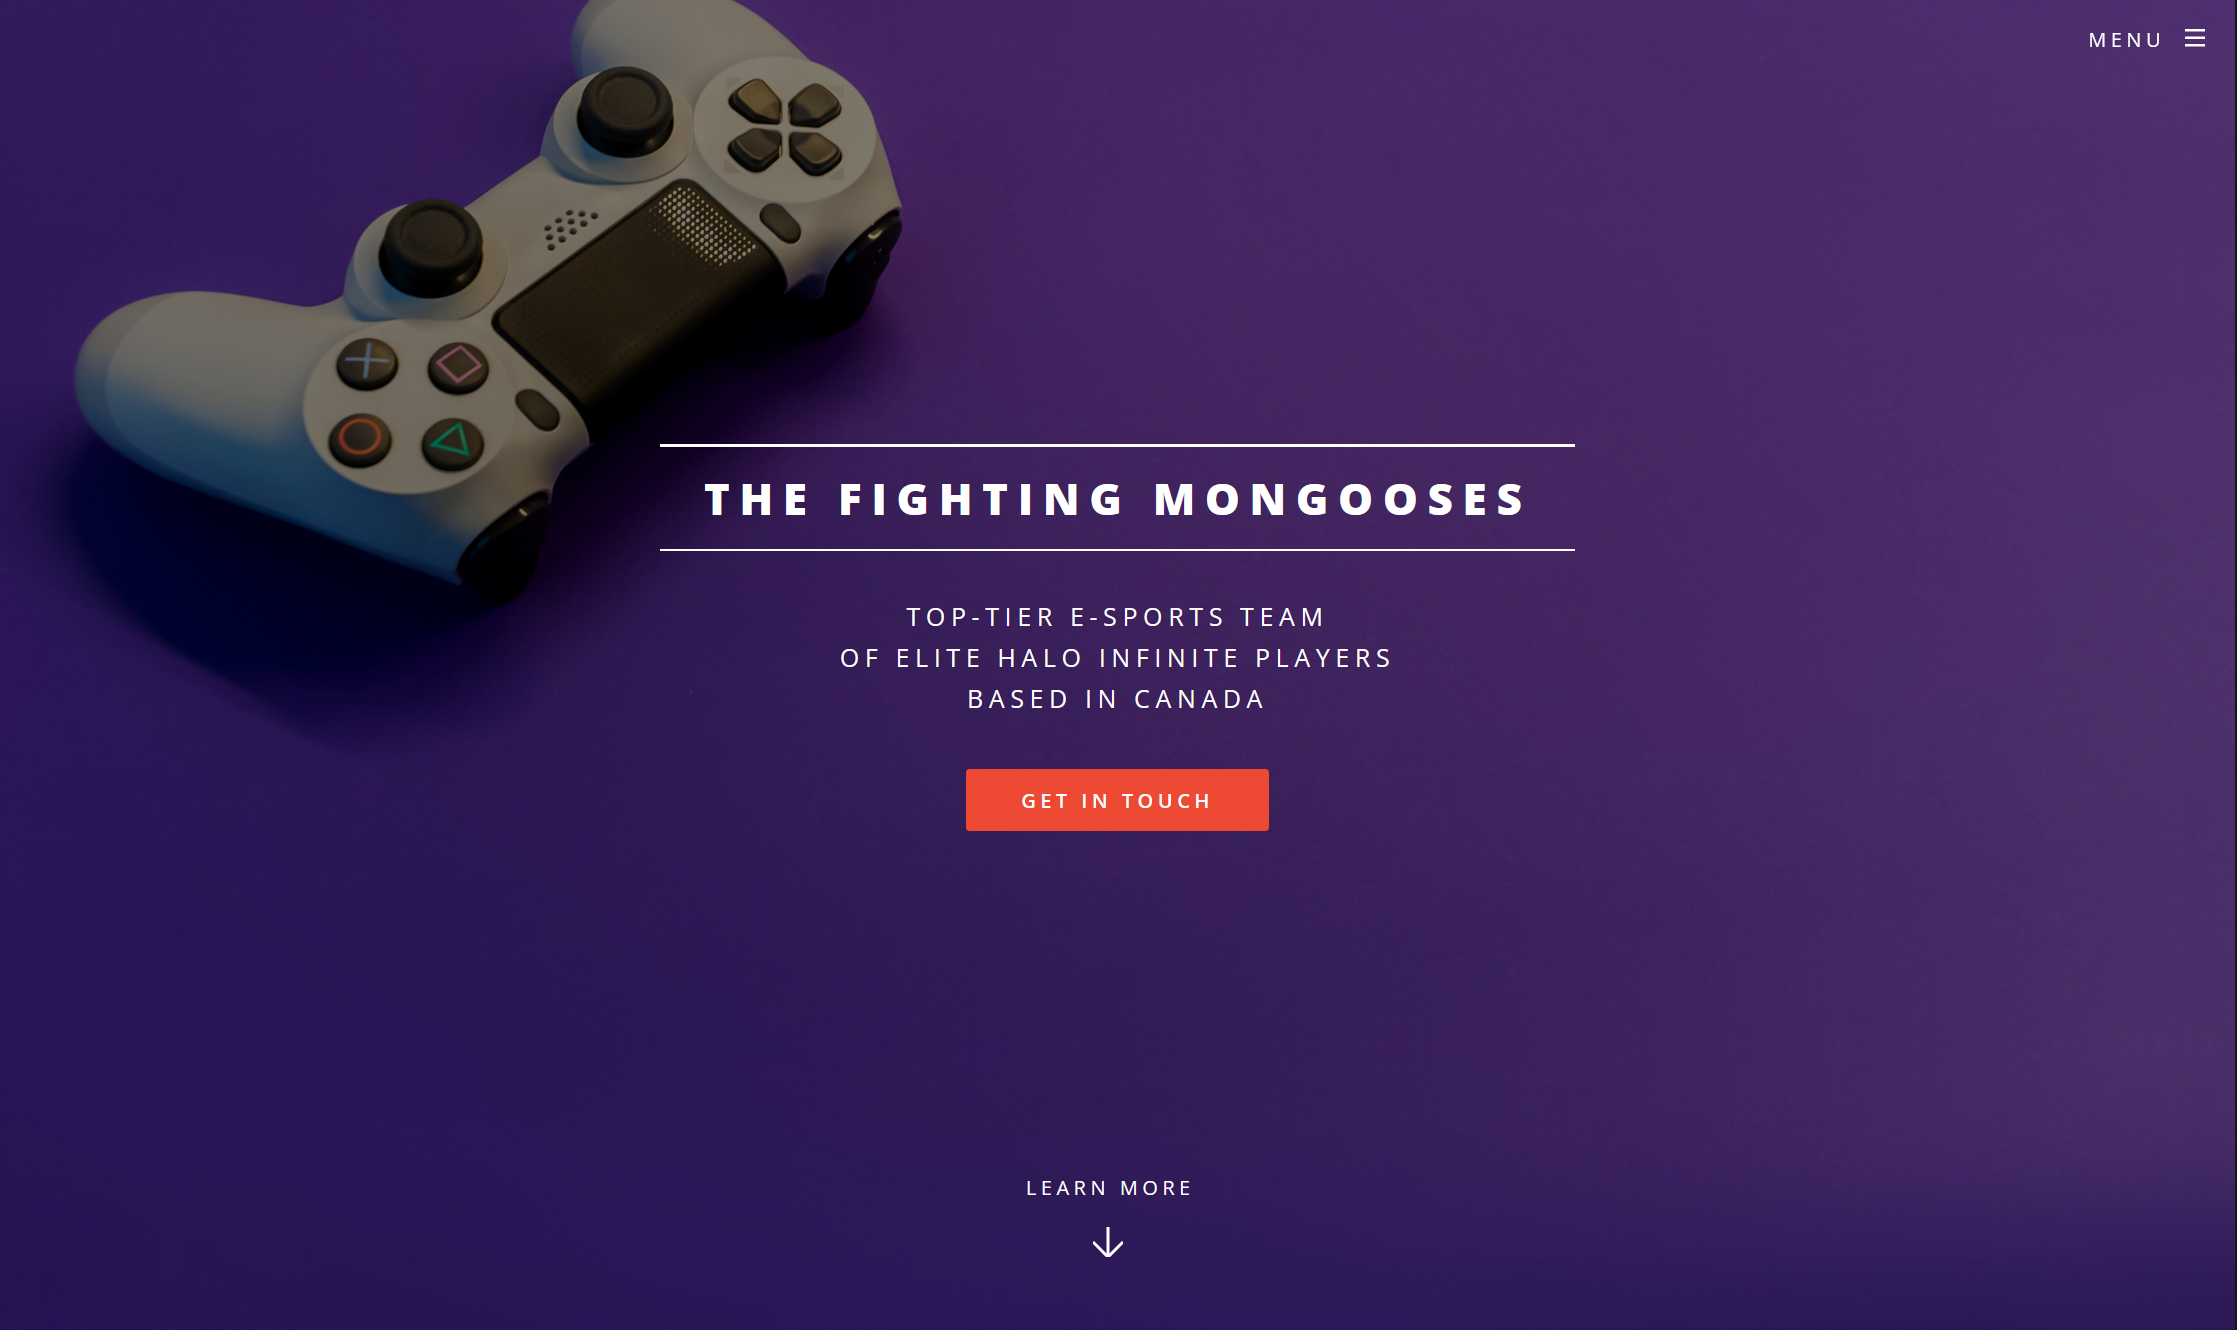 MENU
THE FIGHTING MONGOOSES
TOP-TIER E-SPORTS TEAM
OF ELITE HALO INFINITE PLAYERS
BASED IN CANADA
GET IN TOUCH
LEARN MORE